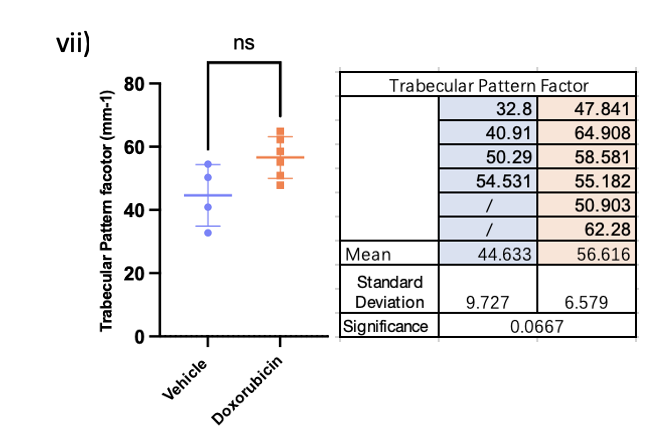 vii)
ns
Trabecular Pattern facotor (mm-1)
80
60
40
20
0
Vehicle
Doxorubicin
Trabecular Pattern Factor
32.8 47.841
40.91 64.908
50.29 58.581
54.531 55.182
/ 50.903
/ 62.28
Mean 44.633 56.616
Standard
Deviation 9.727 6.579
Significance 0.0667